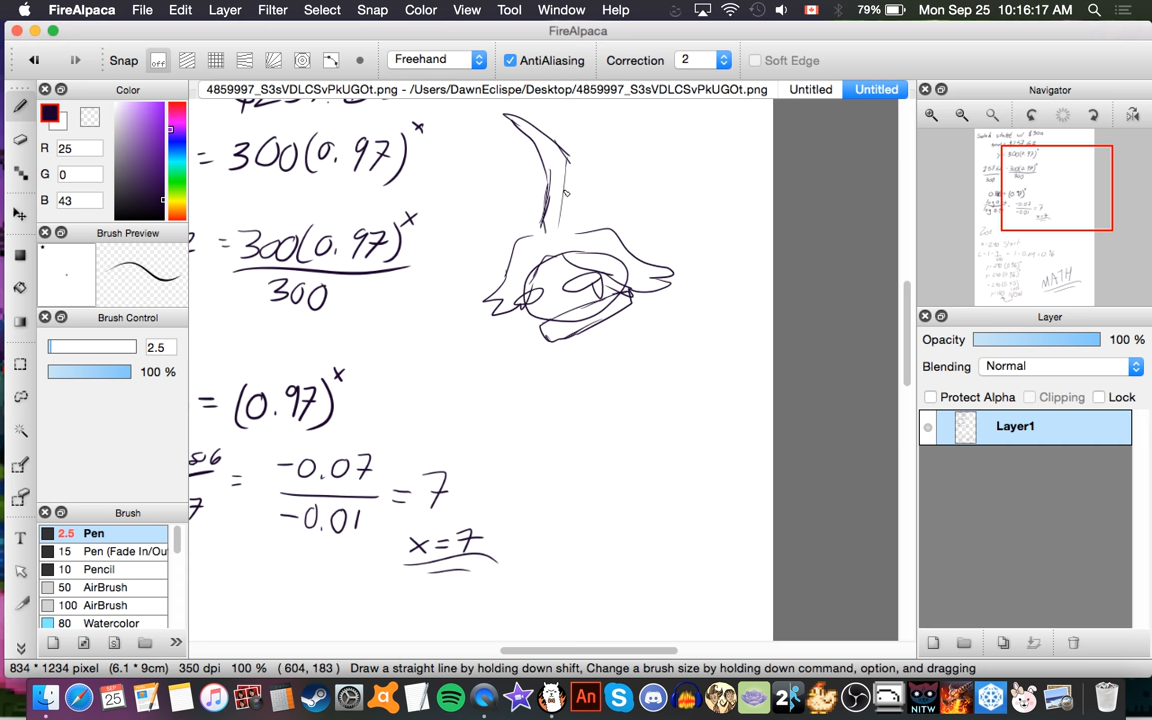 FireAlpaca File Edit Layer Filter Select Snap Color View Tool Window Help 79% Mon Sep 25 10:16:17 AM
FireAlpaca
Snap off Freehand AntiAliasing Correction 2 Soft Edge
Color
4859997_S3sVDLCSvPkUGOt.png - /Users/DawnEclispe/Desktop/4859997_S3sVDLCSvPkUGOt.png Untitled Untitled
Navigator
R 25
G 0
B 43
Brush Preview
Brush Control
2.5
100 %
Brush
2.5 Pen
15 Pen (Fade In/Ou
10 Pencil
50 AirBrush
100 AirBrush
80 Watercolor
= 300(0.97)^x
= 300(0.97)^x
300
= (0.97)^x
= -0.07 = 7
-0.01
x=7
MATH
Layer
Opacity 100 %
Blending Normal
Protect Alpha Clipping Lock
Layer1
834 * 1234 pixel (6.1 * 9cm) 350 dpi 100 % ( 604, 183 ) Draw a straight line by holding down shift, Change a brush size by holding down command, option, and dragging
SEP
25
An
NITW